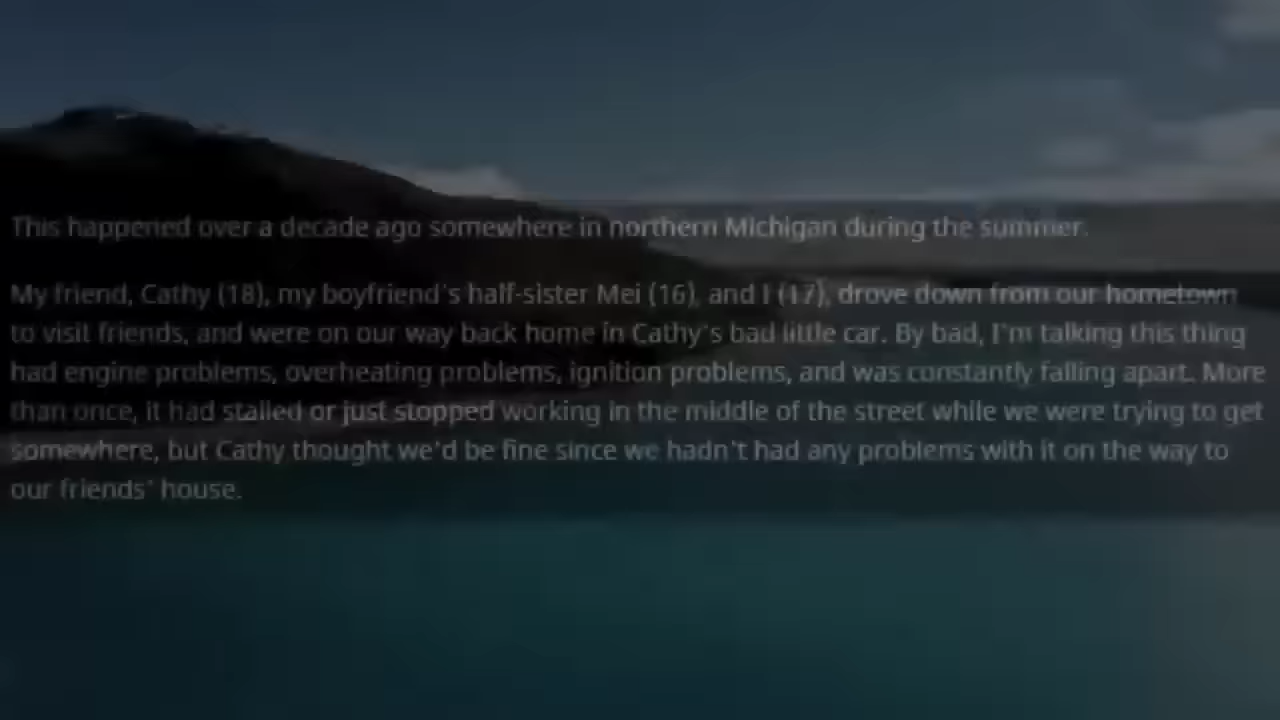 This happened over a decade ago somewhere in northern Michigan during the summer.
My friend, Cathy (18), my boyfriend's half-sister Mei (16), and I (17), drove down from our hometown
to visit friends, and were on our way back home in Cathy's bad little car. By bad, I'm talking this thing
had engine problems, overheating problems, ignition problems, and was constantly falling apart. More
than once, it had stalled or just stopped working in the middle of the street while we were trying to get
somewhere, but Cathy thought we'd be fine since we hadn't had any problems with it on the way to
our friends' house.